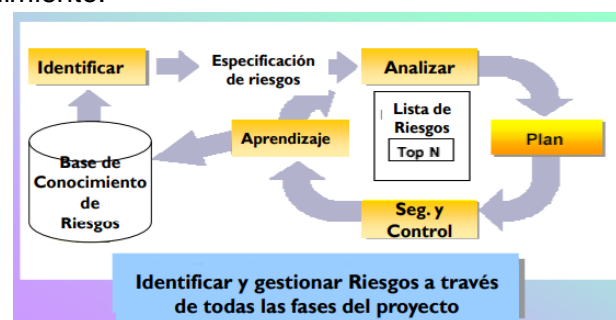 imiento.
Identificar
Especificación
de riesgos
Analizar
Lista de
Riesgos
Top N
Plan
Aprendizaje
Base de
Conocimiento
de
Riesgos
Seg. y
Control
Identificar y gestionar Riesgos a través
de todas las fases del proyecto